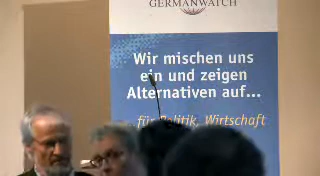 GERMANWATCH
Wir mischen uns
ein und zeigen
Alternativen auf...
...für Politik, Wirtschaft